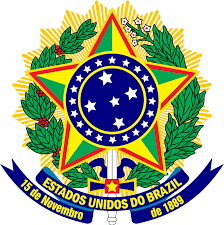 ESTADOS UNIDOS DO BRAZIL
15 de Novembro
de 1889